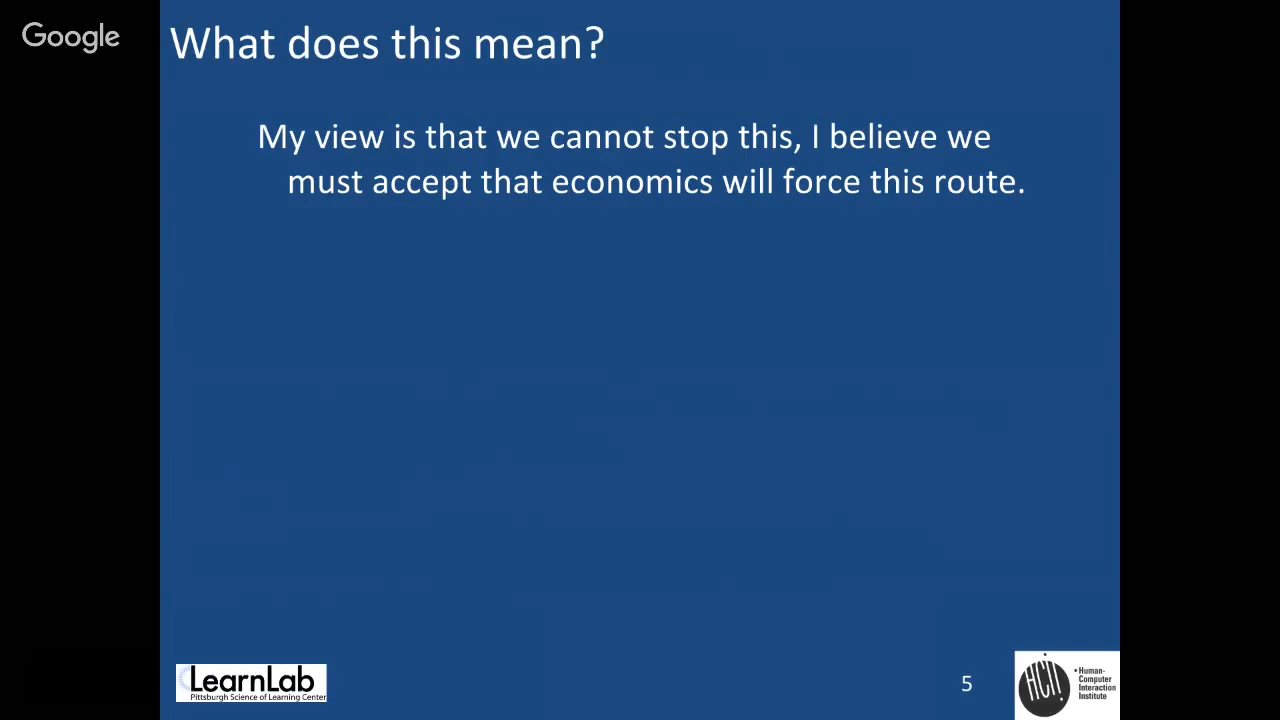 Google
What does this mean?
My view is that we cannot stop this, I believe we
must accept that economics will force this route.
LearnLab
Pittsburgh Science of Learning Center
5
HCII
• Human-
Computer
Interaction
Institute